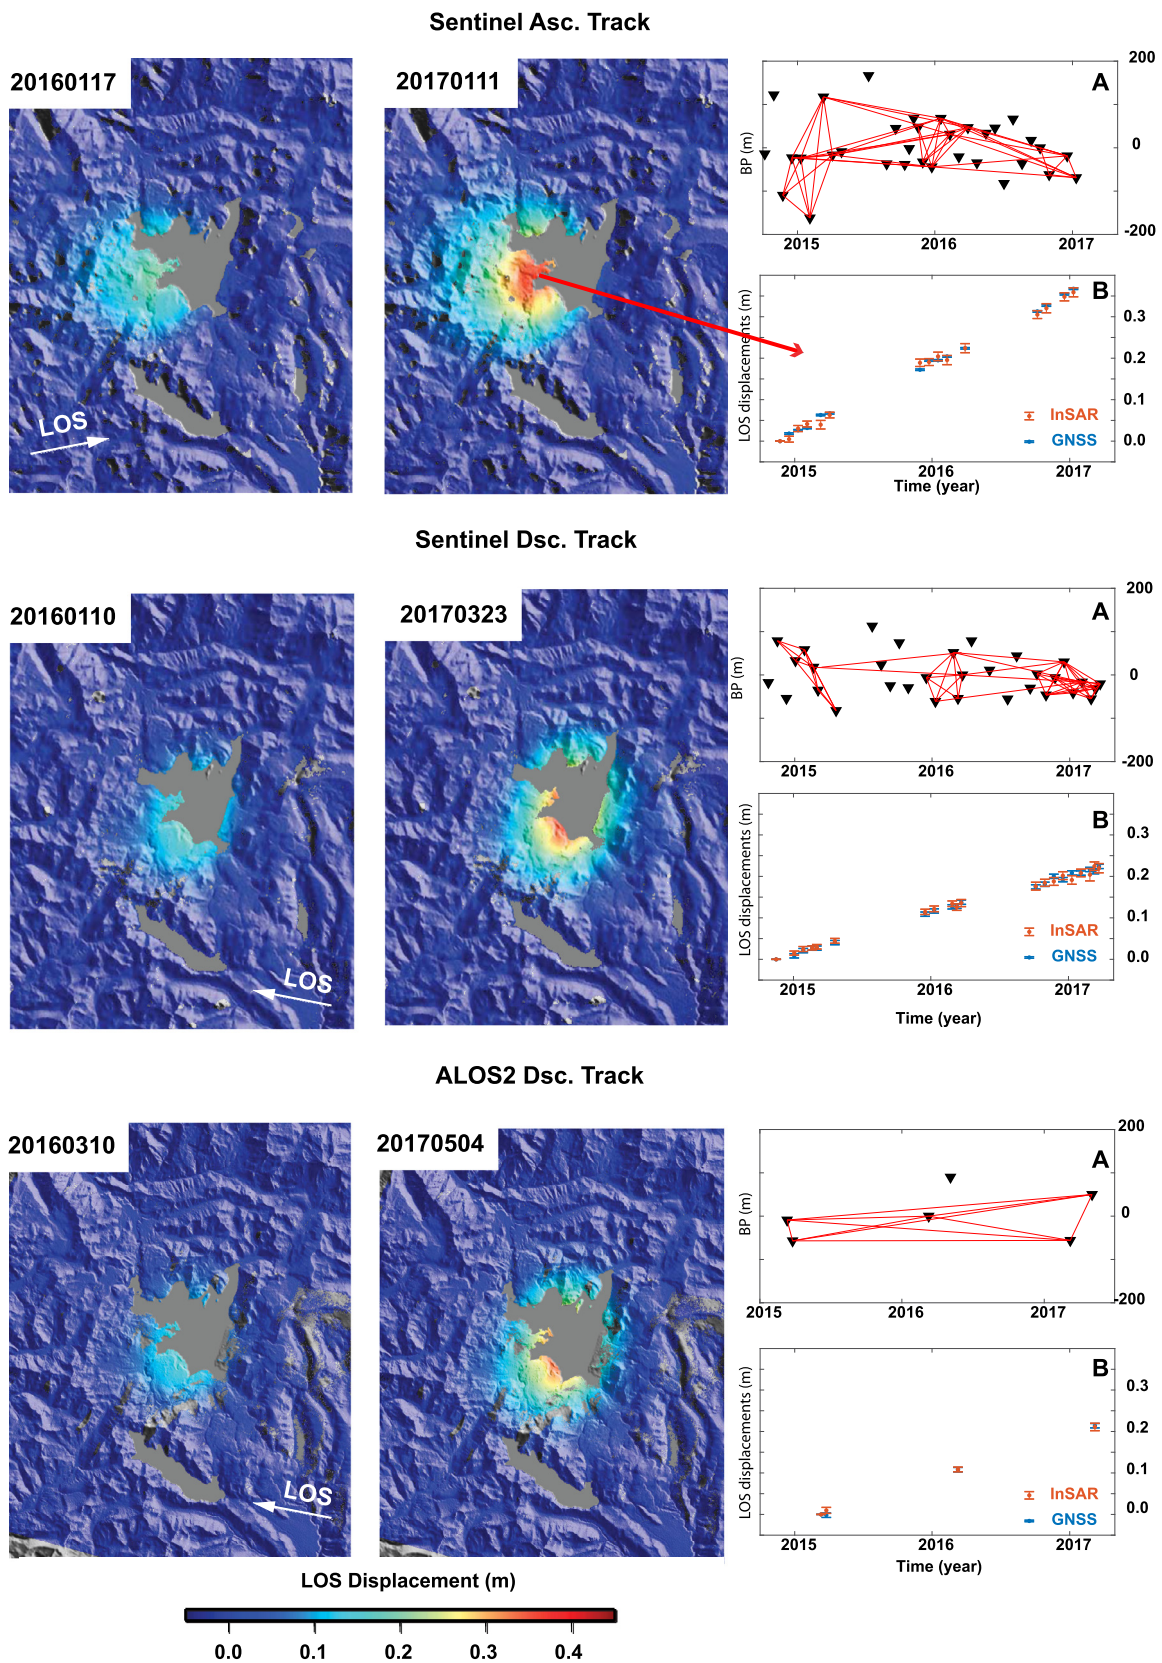 Sentinel Asc. Track
20160117
20170111
LOS
A
BP (m)
200
0
-200
2015
2016
2017
B
LOS displacements (m)
0.3
0.2
0.1
0.0
InSAR
GNSS
2015
2016
2017
Time (year)
Sentinel Dsc. Track
20160110
20170323
LOS
A
BP (m)
200
0
-200
2015
2016
2017
B
LOS displacements (m)
0.3
0.2
0.1
0.0
InSAR
GNSS
2015
2016
2017
Time (year)
ALOS2 Dsc. Track
20160310
20170504
LOS
A
BP (m)
200
0
-200
2015
2016
2017
B
LOS displacements (m)
0.3
0.2
0.1
0.0
InSAR
GNSS
2015
2016
2017
Time (year)
LOS Displacement (m)
0.0
0.1
0.2
0.3
0.4